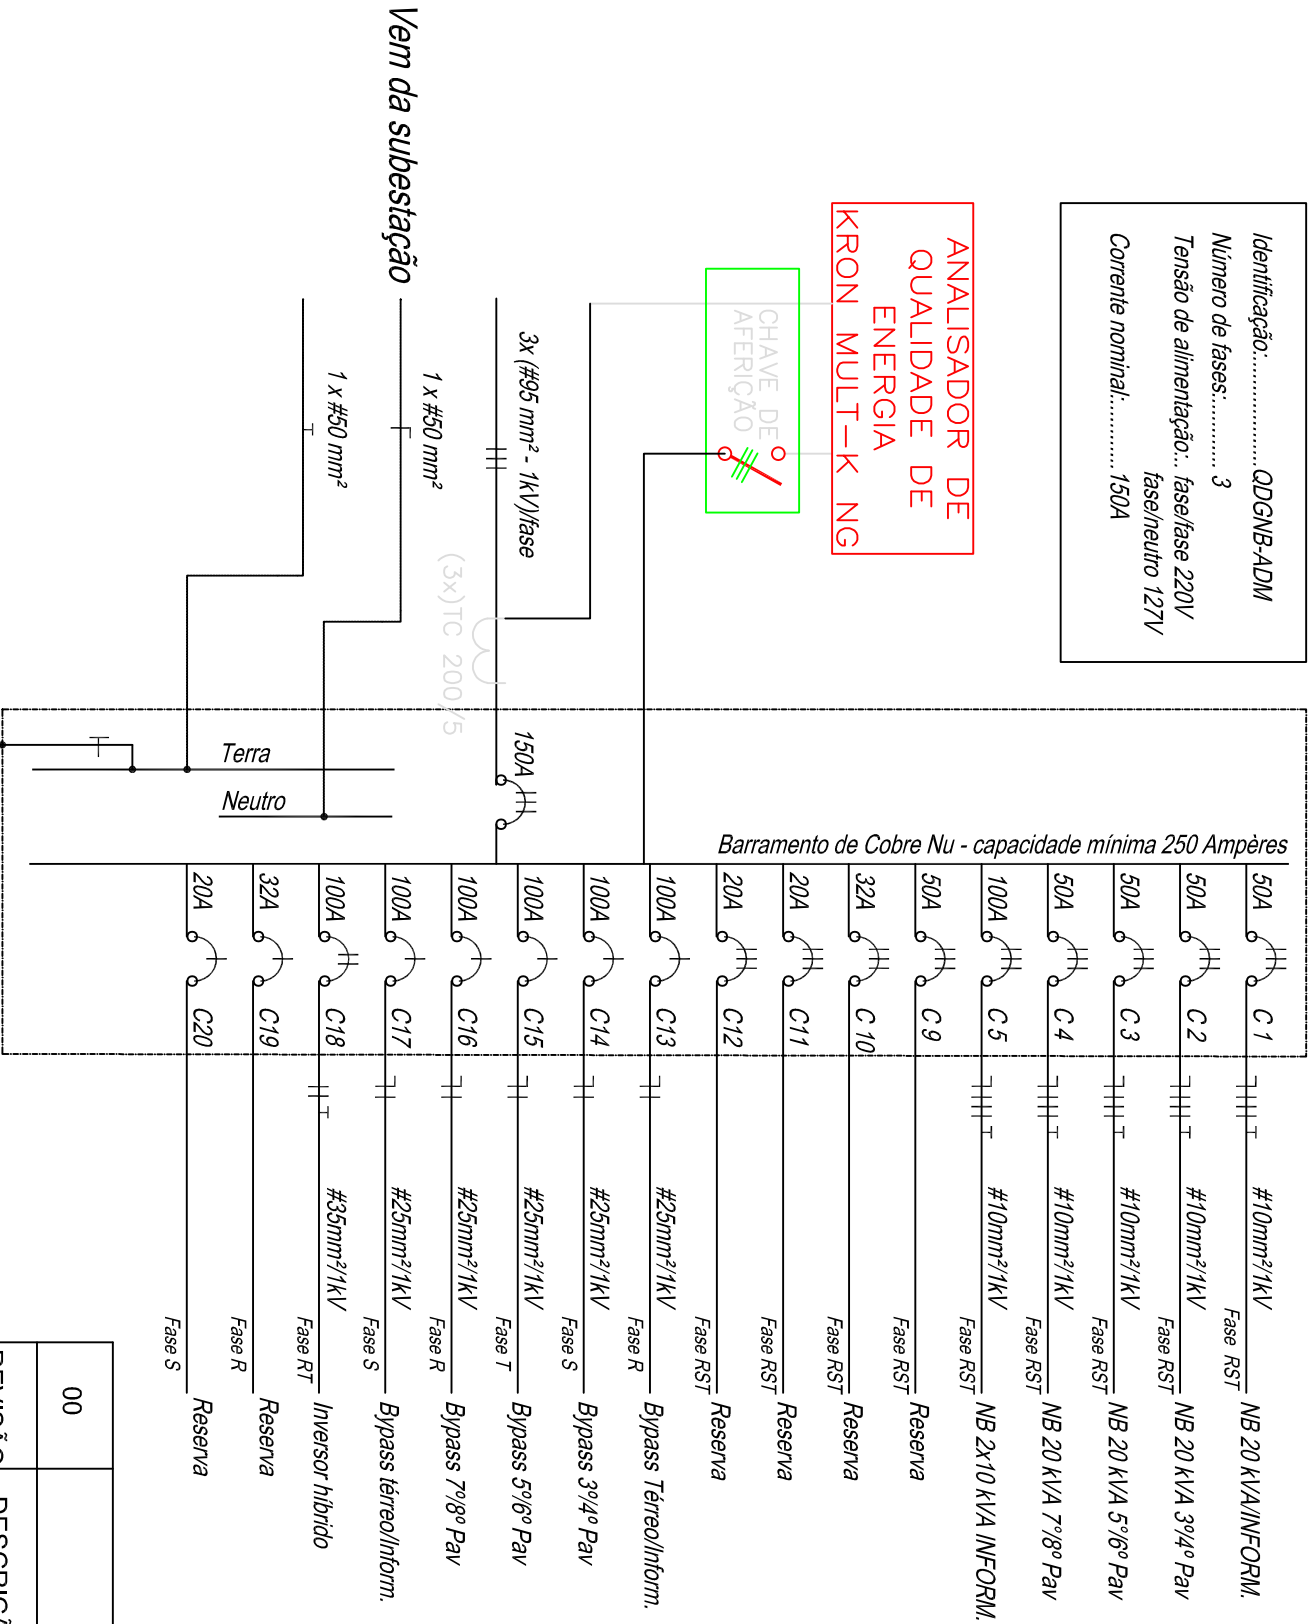 Identificação:................QDGNB-ADM
Número de fases:........... 3
Tensão de alimentação... fase/fase 220V
fase/neutro 127V
Corrente nominal:............. 150A
ANALISADOR DE
QUALIDADE DE
ENERGIA
KRON MULT-K NG
CHAVE DE
AFERIÇÃO
3x (#95 mm² - 1kV)/fase
(3x)TC 200/5
Vem da subestação
1 x #50 mm²
1 x #50 mm²
150A
Neutro
Terra
Barramento de Cobre Nu - capacidade mínima 250 Ampères
50A C 1 #10mm²/1kV Fase RST NB 20 kVA/INFORM.
50A C 2 #10mm²/1kV Fase RST NB 20 kVA 3º/4º Pav
50A C 3 #10mm²/1kV Fase RST NB 20 kVA 5º/6º Pav
50A C 4 #10mm²/1kV Fase RST NB 20 kVA 7º/8º Pav
100A C 5 #10mm²/1kV Fase RST NB 2x10 kVA INFORM.
50A C 9 Fase RST Reserva
32A C 10 Fase RST Reserva
20A C11 Fase RST Reserva
20A C12 Fase RST Reserva
100A C13 #25mm²/1kV Fase R Bypass Térreo/Inform.
100A C14 #25mm²/1kV Fase S Bypass 3º/4º Pav
100A C15 #25mm²/1kV Fase T Bypass 5º/6º Pav
100A C16 #25mm²/1kV Fase R Bypass 7º/8º Pav
100A C17 #25mm²/1kV Fase S Bypass térreo/Inform.
100A C18 #35mm²/1kV Fase RT Inversor híbrido
32A C19 Fase R Reserva
20A C20 Fase S Reserva
00